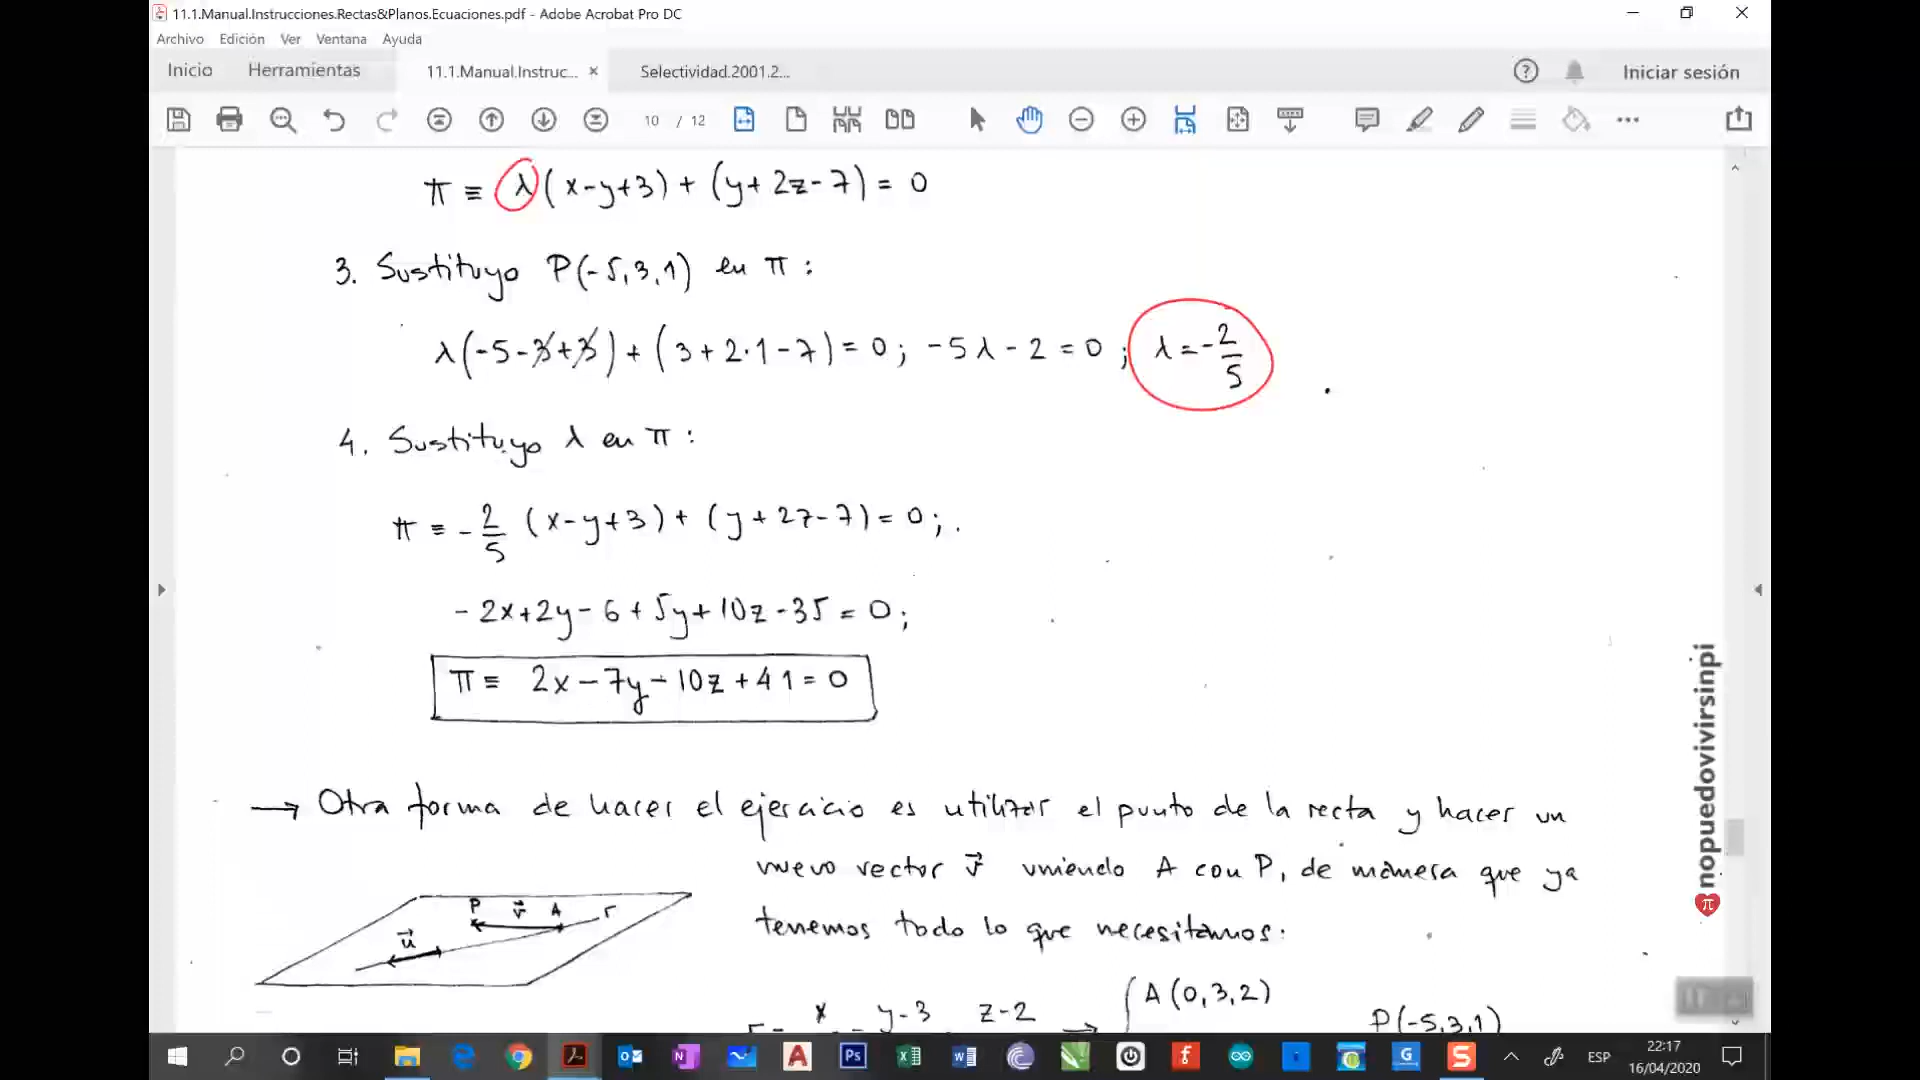 11.1.Manual.Instrucciones.Rectas&Planos.Ecuaciones.pdf - Adobe Acrobat Pro DC
Archivo Edición Ver Ventana Ayuda
Inicio Herramientas 11.1.Manual.Instruc... × Selectividad.2001.2... Iniciar sesión
10 / 12
π ≡ λ(x-y+3) + (y+2z-7) = 0
3. Sustituyo P(-5,3,1) en π :
λ(-5-3+3) + (3+2·1-7) = 0; -5λ-2 = 0; λ = -2/5
4. Sustituyo λ en π :
π ≡ -2/5 (x-y+3) + (y+2z-7) = 0;
-2x+2y-6+5y+10z-35 = 0;
π ≡ 2x-7y-10z+41 = 0
→ Otra forma de hacer el ejercicio es utilizar el punto de la recta y hacer un
nuevo vector v⃗ uniendo A con P, de manera que ya
tenemos todo lo que necesitamos:
P v⃗ A r
u⃗
A(0,3,2)
x y-3 z-2
P(-5,3,1)
nopuedovivirsinpi
π
ESP
22:17
16/04/2020